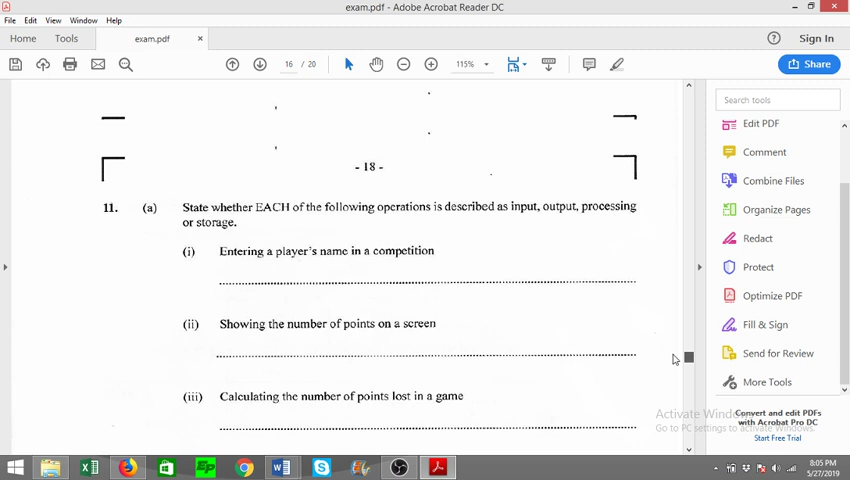 exam.pdf - Adobe Acrobat Reader DC
File Edit View Window Help
Home Tools exam.pdf × Sign In
16 / 20 115% Share
- 18 -
11. (a) State whether EACH of the following operations is described as input, output, processing
or storage.
(i) Entering a player's name in a competition
(ii) Showing the number of points on a screen
(iii) Calculating the number of points lost in a game
Search tools
Edit PDF
Comment
Combine Files
Organize Pages
Redact
Protect
Optimize PDF
Fill & Sign
Send for Review
More Tools
Activate Windows
Go to PC settings to activate Windows.
Convert and edit PDFs
with Acrobat Pro DC
Start Free Trial
Ep
8:05 PM
5/27/2019